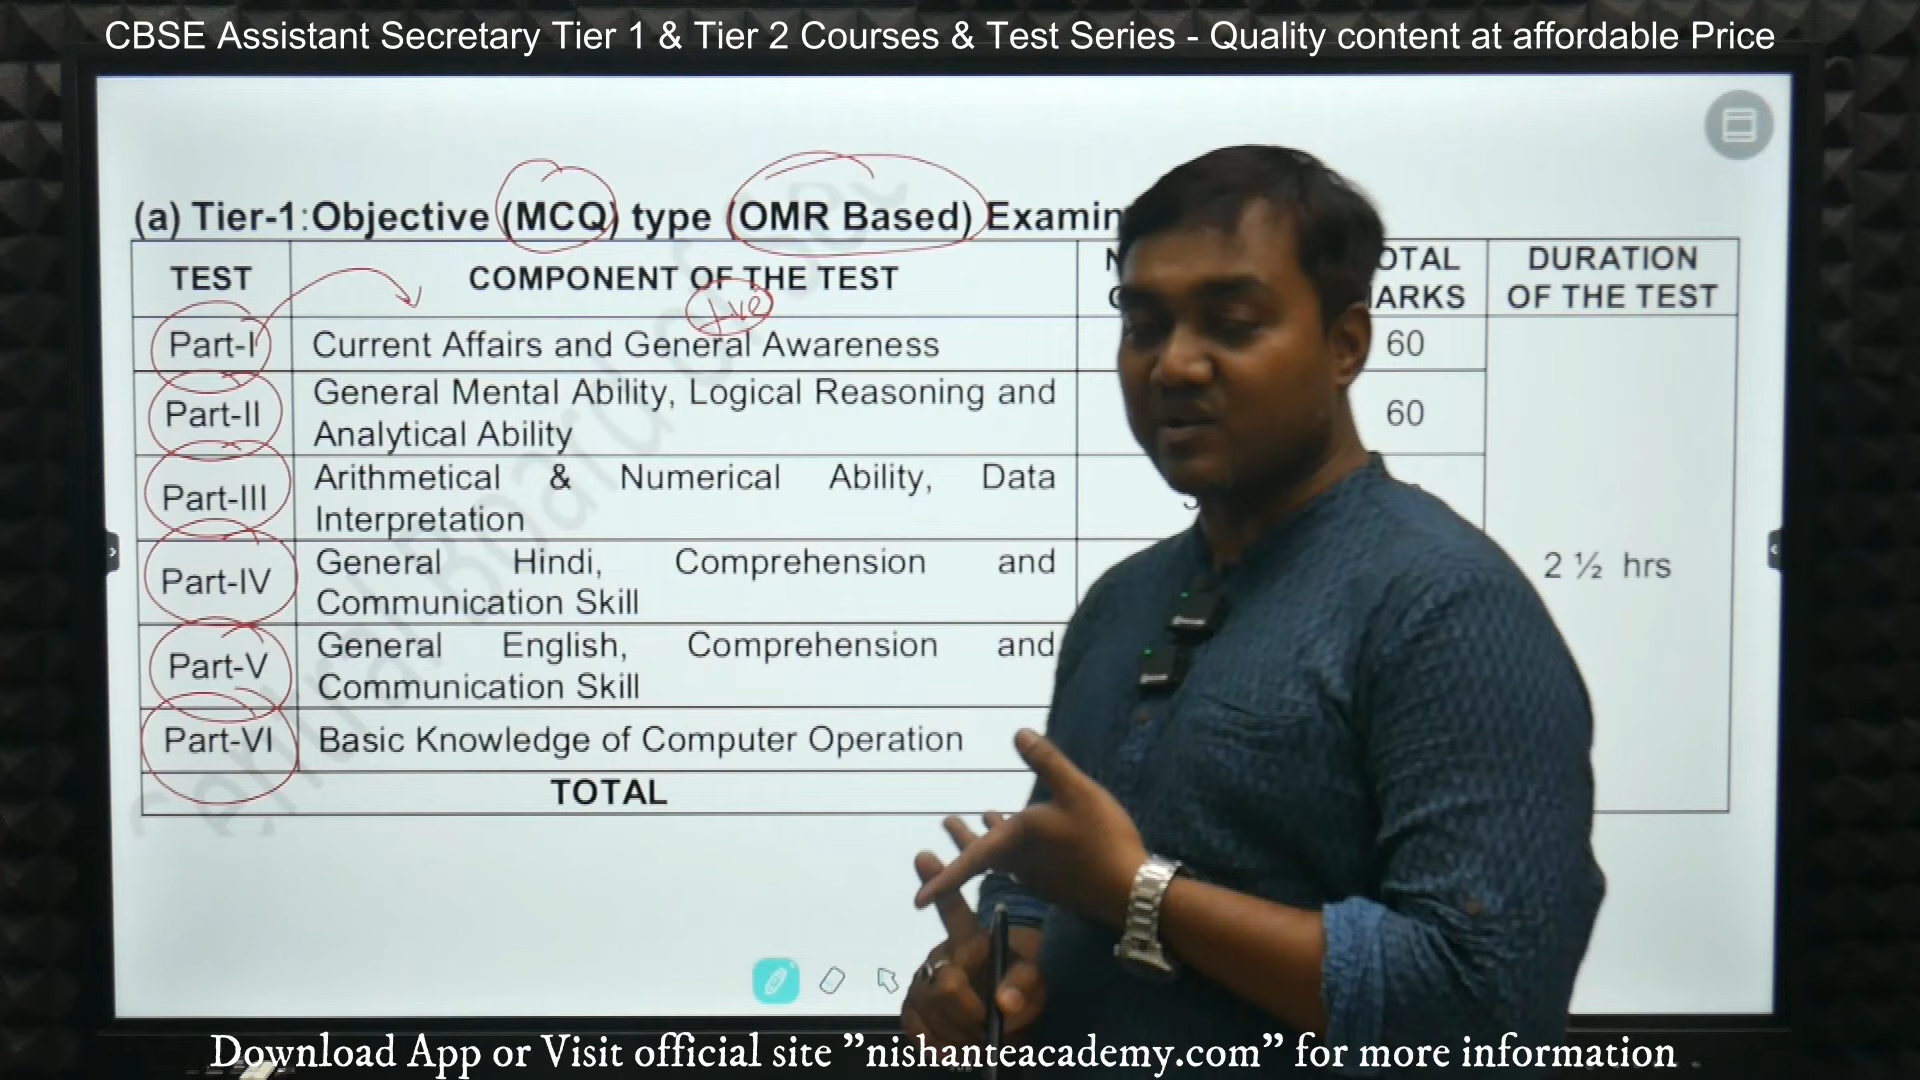 CBSE Assistant Secretary Tier 1 & Tier 2 Courses & Test Series - Quality content at affordable Price
(a) Tier-1:Objective (MCQ) type (OMR Based) Examin
TEST COMPONENT OF THE TEST OTAL ARKS DURATION OF THE TEST
+ve
Part-I Current Affairs and General Awareness 60
Part-II General Mental Ability, Logical Reasoning and
Analytical Ability 60
Part-III Arithmetical & Numerical Ability, Data
Interpretation
Part-IV General Hindi, Comprehension and
Communication Skill
2 ½ hrs
Part-V General English, Comprehension and
Communication Skill
Part-VI Basic Knowledge of Computer Operation
TOTAL
Download App or Visit official site "nishanteacademy.com" for more information